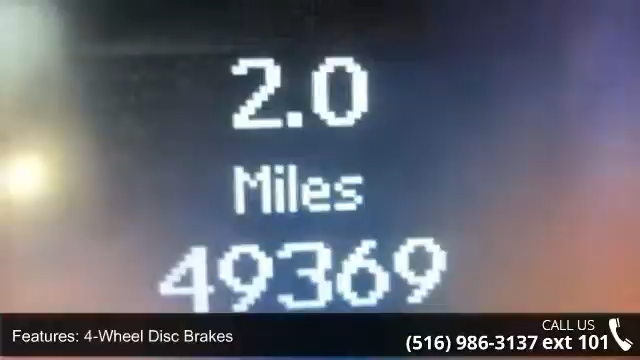 2.0
Miles
49369
Features: 4-Wheel Disc Brakes
CALL US
(516) 986-3137 ext 101